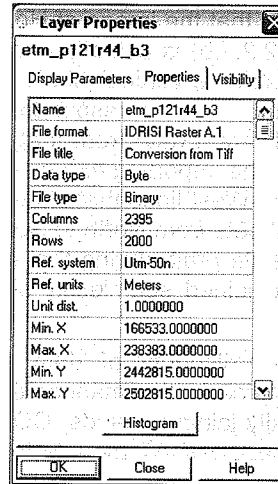 Layer Properties
etm_p121r44_b3
Display Parameters Properties Visibility
Name etm_p121r44_b3
File format IDRISI Raster A.1
File title Conversion from Tiff
Data type Byte
File type Binary
Columns 2395
Rows 2000
Ref. system Utm-50n
Ref. units Meters
Unit dist. 1.0000000
Min. X 166533.0000000
Max. X 238383.0000000
Min. Y 2442815.0000000
Max. Y 2502815.0000000
Histogram
OK Close Help